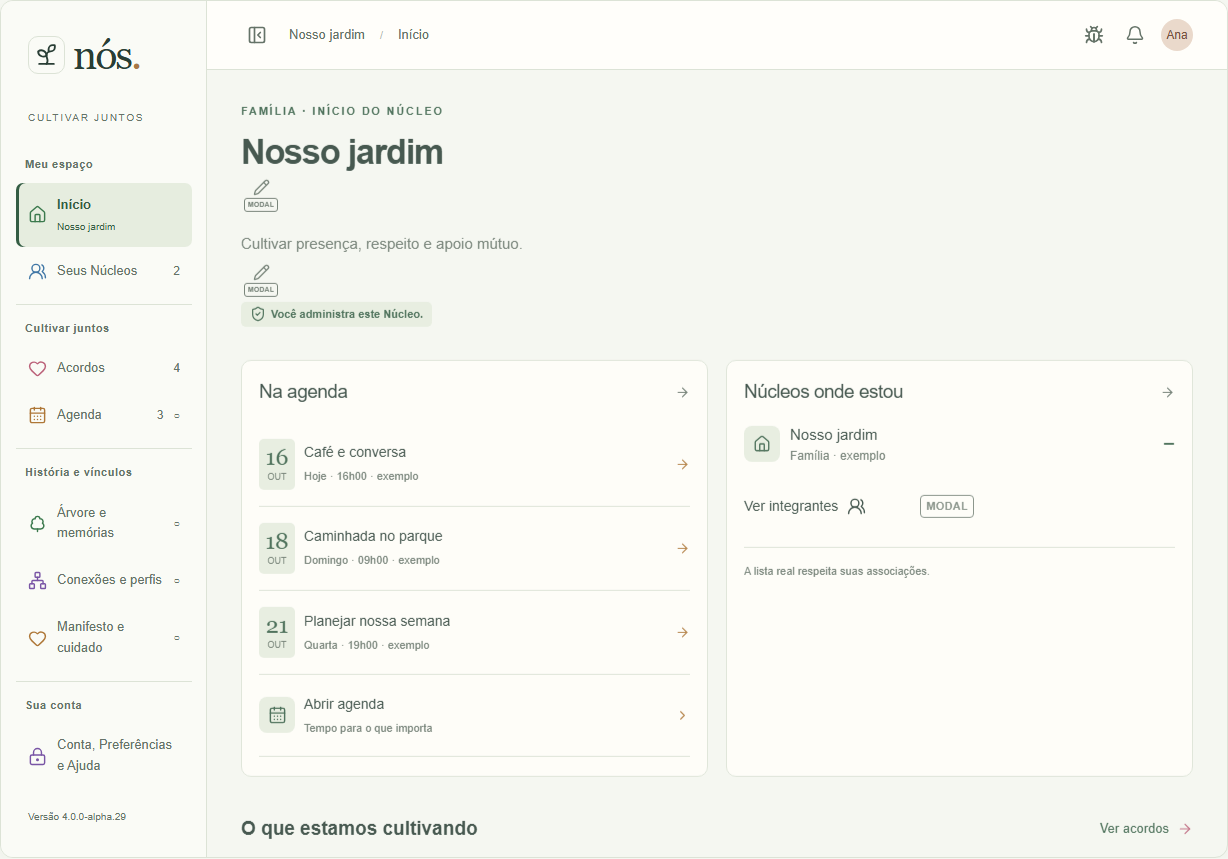 nós.
CULTIVAR JUNTOS
Meu espaço
Início
Nosso jardim
Seus Núcleos 2
Cultivar juntos
Acordos 4
Agenda 3
História e vínculos
Árvore e
memórias
Conexões e perfis
Manifesto e
cuidado
Sua conta
Conta, Preferências
e Ajuda
Versão 4.0.0-alpha.29
Nosso jardim / Início
Ana
FAMÍLIA · INÍCIO DO NÚCLEO
Nosso jardim
MODAL
Cultivar presença, respeito e apoio mútuo.
MODAL
Você administra este Núcleo.
Na agenda
16
OUT
Café e conversa
Hoje · 16h00 · exemplo
18
OUT
Caminhada no parque
Domingo · 09h00 · exemplo
21
OUT
Planejar nossa semana
Quarta · 19h00 · exemplo
Abrir agenda
Tempo para o que importa
Núcleos onde estou
Nosso jardim
Família · exemplo
Ver integrantes MODAL
A lista real respeita suas associações.
O que estamos cultivando
Ver acordos